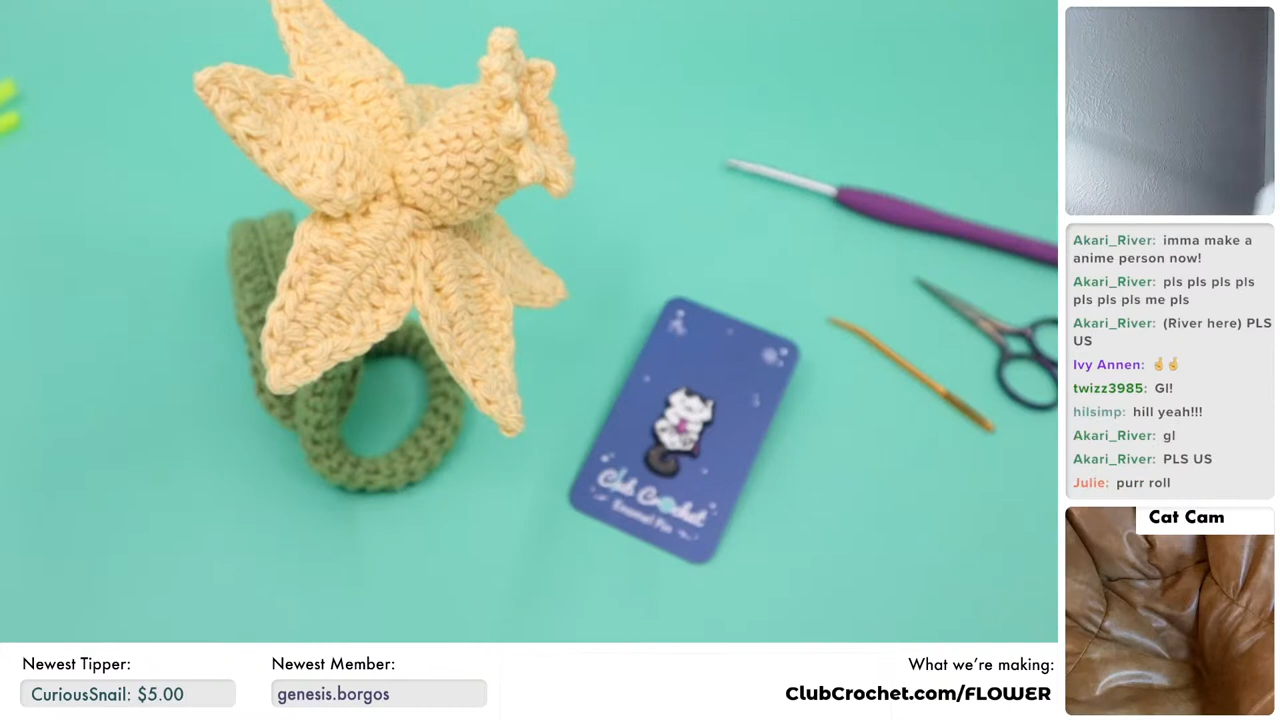 Club Crochet
Enamel Pin
Akari_River: imma make a
anime person now!
Akari_River: pls pls pls pls
pls pls pls me pls
Akari_River: (River here) PLS
US
Ivy Annen: ✌️✌️
twizz3985: Gl!
hilsimp: hill yeah!!!
Akari_River: gl
Akari_River: PLS US
Julie: purr roll
Cat Cam
Newest Tipper:
CuriousSnail: $5.00
Newest Member:
genesis.borgos
What we’re making:
ClubCrochet.com/FLOWER